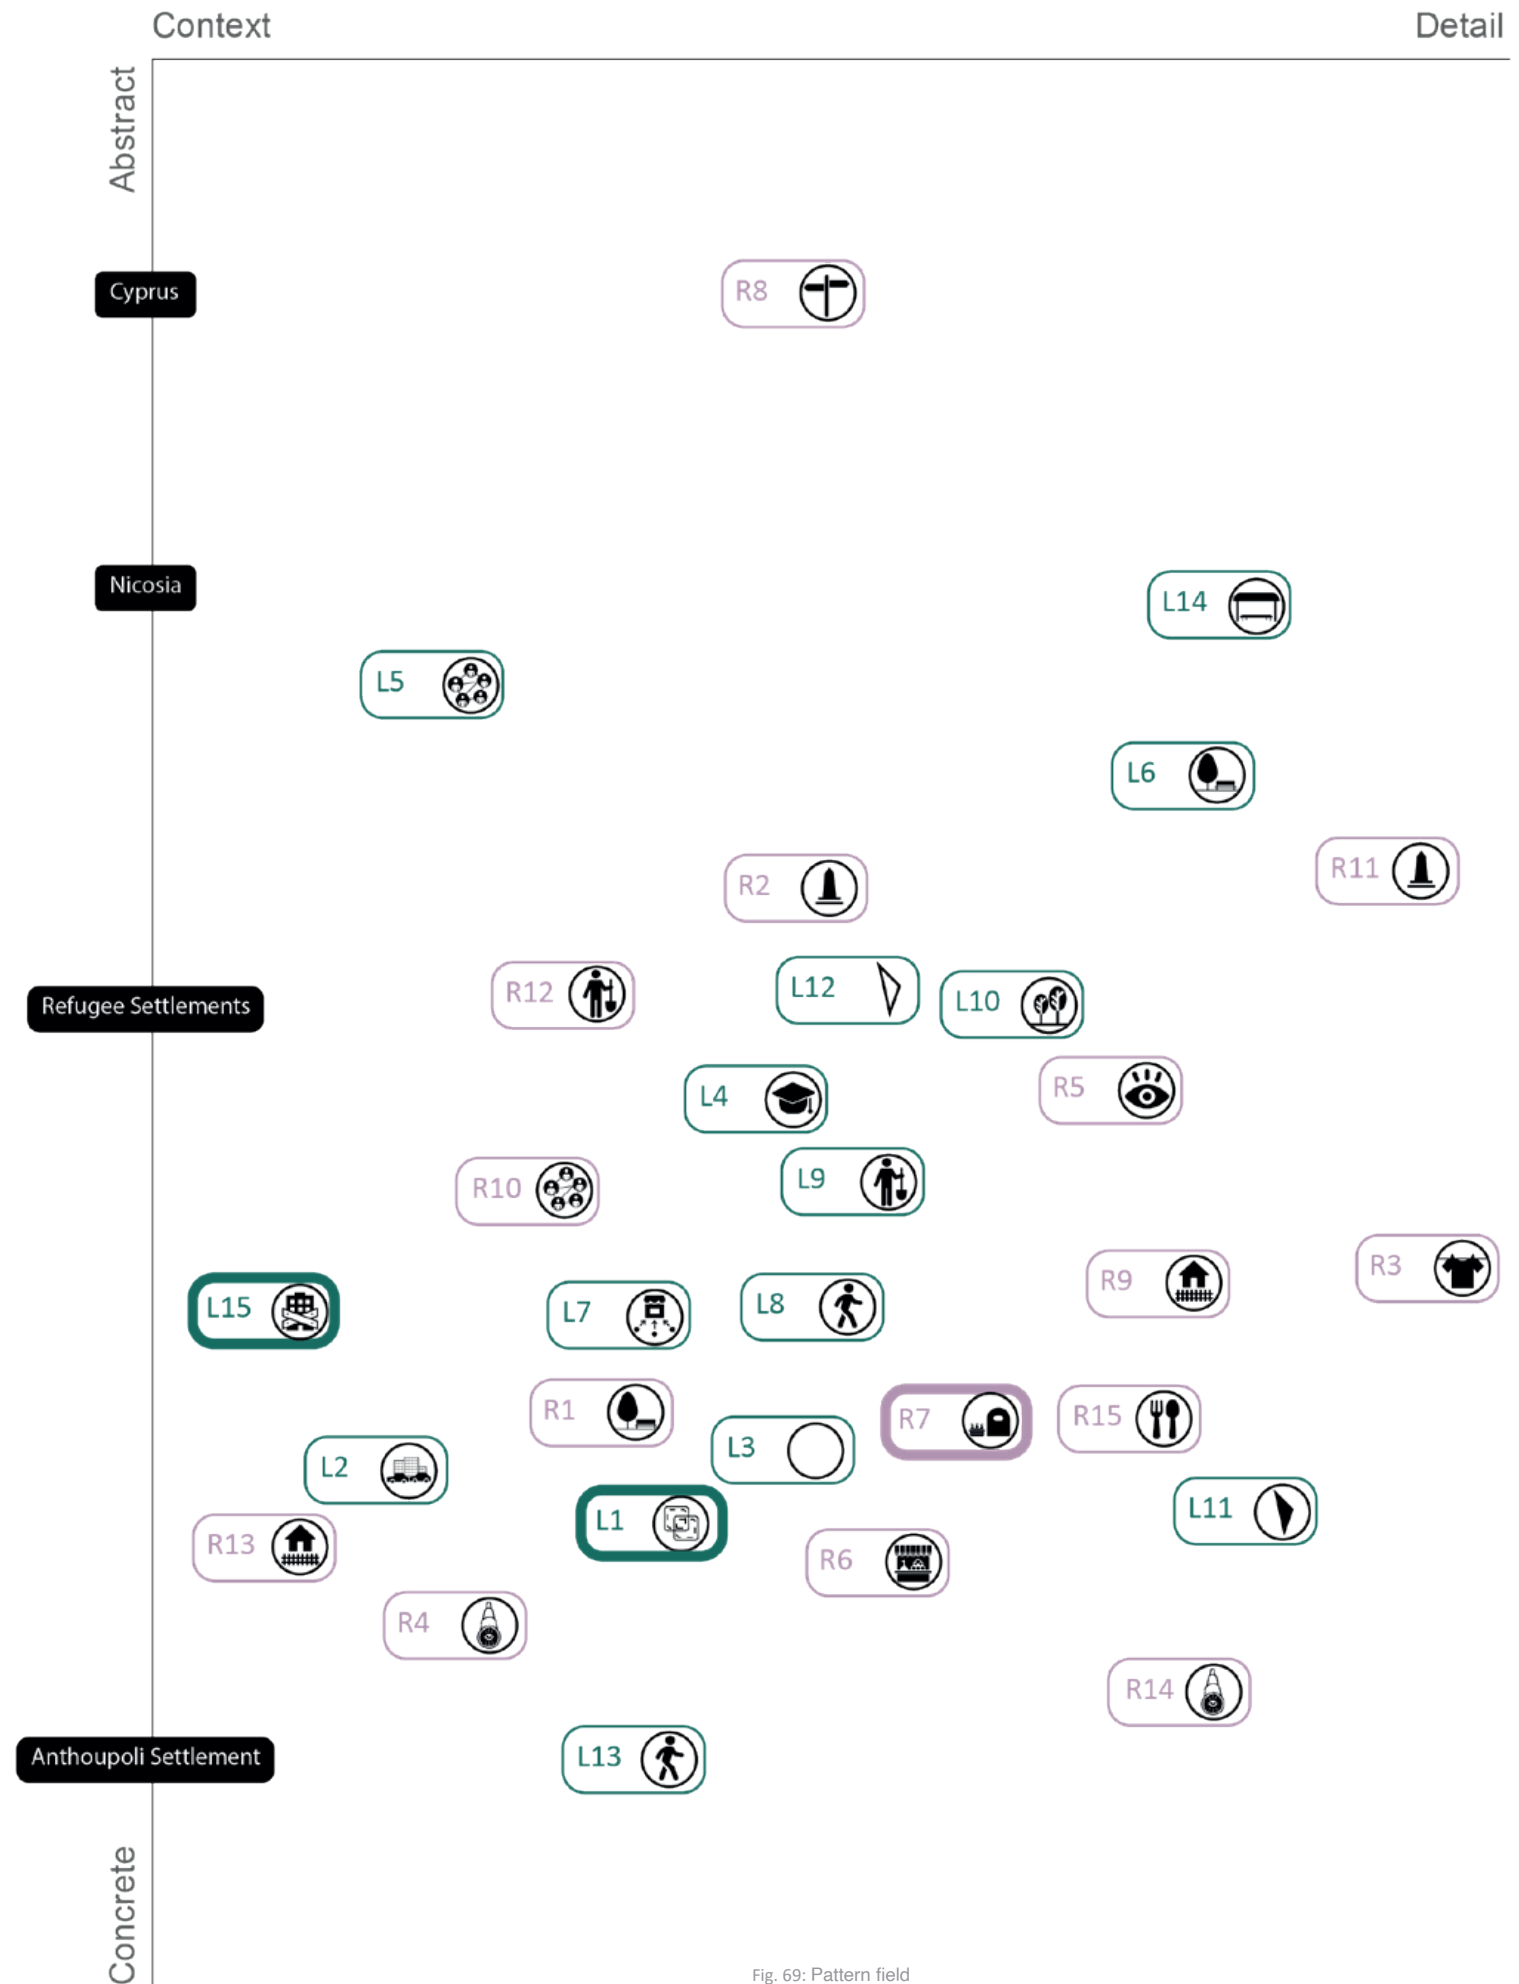 Context
Detail
Abstract
Cyprus
R8
Nicosia
L14
L5
L6
R11
R2
R12
L12
L10
Refugee Settlements
R5
L4
R10
L9
R3
R9
L15
L7
L8
R1
R7
R15
L3
L2
L11
L1
R13
R6
R4
R14
Anthoupoli Settlement
L13
Concrete
Fig. 69: Pattern field